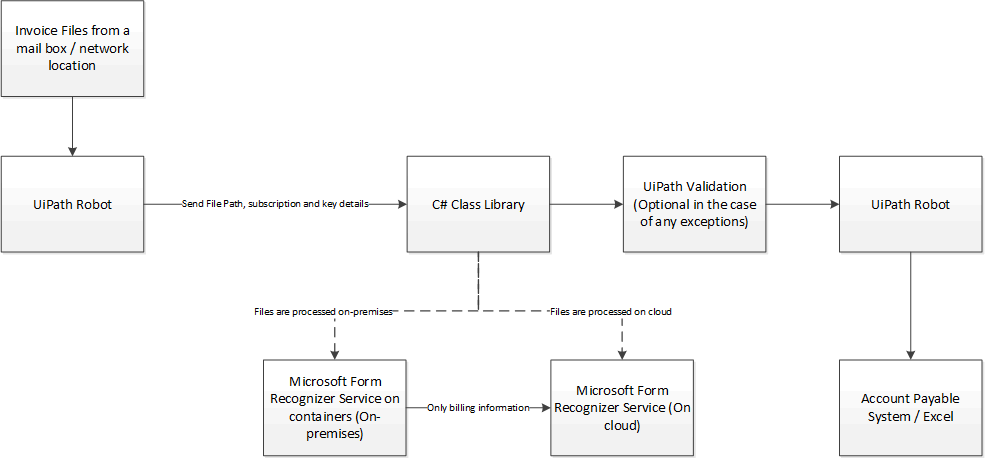 Invoice Files from a
mail box / network
location
UiPath Robot
Send File Path, subscription and key details
C# Class Library
UiPath Validation
(Optional in the case
of any exceptions)
UiPath Robot
Files are processed on-premises
Files are processed on cloud
Microsoft Form
Recognizer Service on
containers (On-
premises)
Only billing information
Microsoft Form
Recognizer Service (On
cloud)
Account Payable
System / Excel